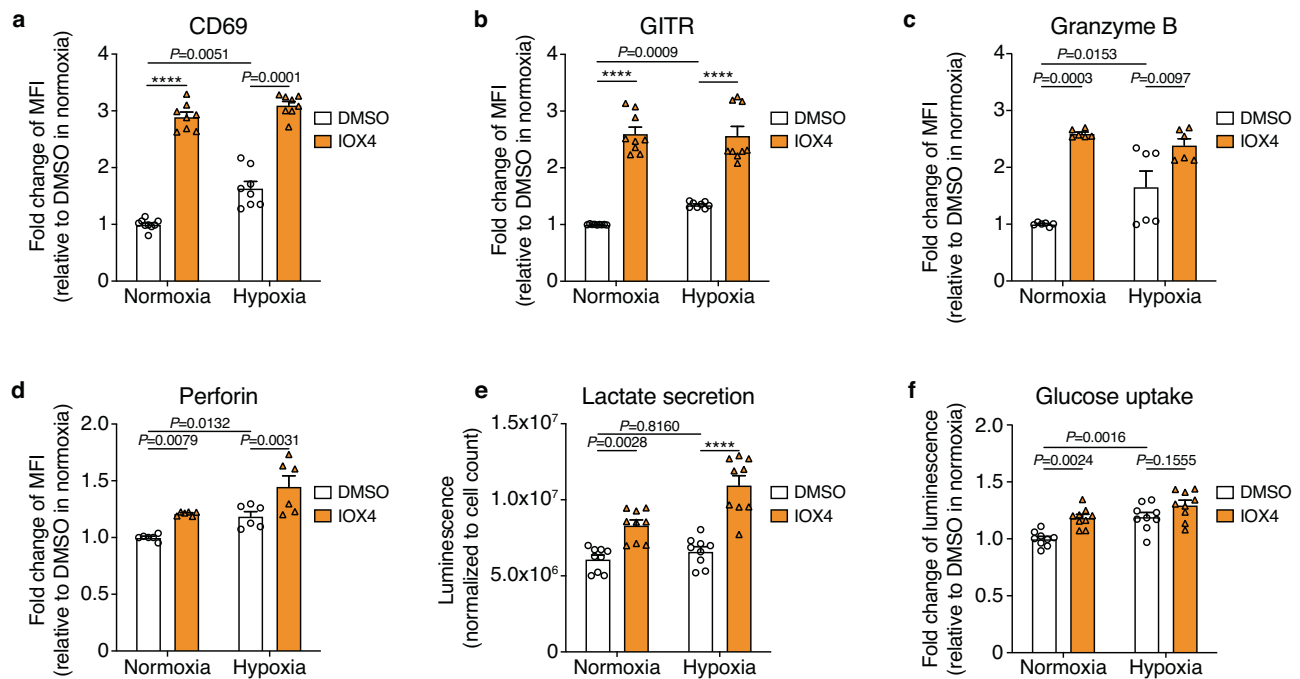 a
CD69
Fold change of MFI
(relative to DMSO in normoxia)
4
3
2
1
0
P=0.0051
****
P=0.0001
Normoxia
Hypoxia
DMSO
IOX4
b
GITR
Fold change of MFI
(relative to DMSO in normoxia)
4
3
2
1
0
P=0.0009
****
****
Normoxia
Hypoxia
DMSO
IOX4
c
Granzyme B
Fold change of MFI
(relative to DMSO in normoxia)
4
3
2
1
0
P=0.0153
P=0.0003
P=0.0097
Normoxia
Hypoxia
DMSO
IOX4
d
Perforin
Fold change of MFI
(relative to DMSO in normoxia)
2.0
1.5
1.0
0.5
0
P=0.0132
P=0.0079
P=0.0031
Normoxia
Hypoxia
DMSO
IOX4
e
Lactate secretion
Luminescence
(normalized to cell count)
1.5x10⁷
1.0x10⁷
5.0x10⁶
0
P=0.8160
P=0.0028
****
Normoxia
Hypoxia
DMSO
IOX4
f
Glucose uptake
Fold change of luminescence
(relative to DMSO in normoxia)
2.0
1.5
1.0
0.5
0
P=0.0016
P=0.0024
P=0.1555
Normoxia
Hypoxia
DMSO
IOX4